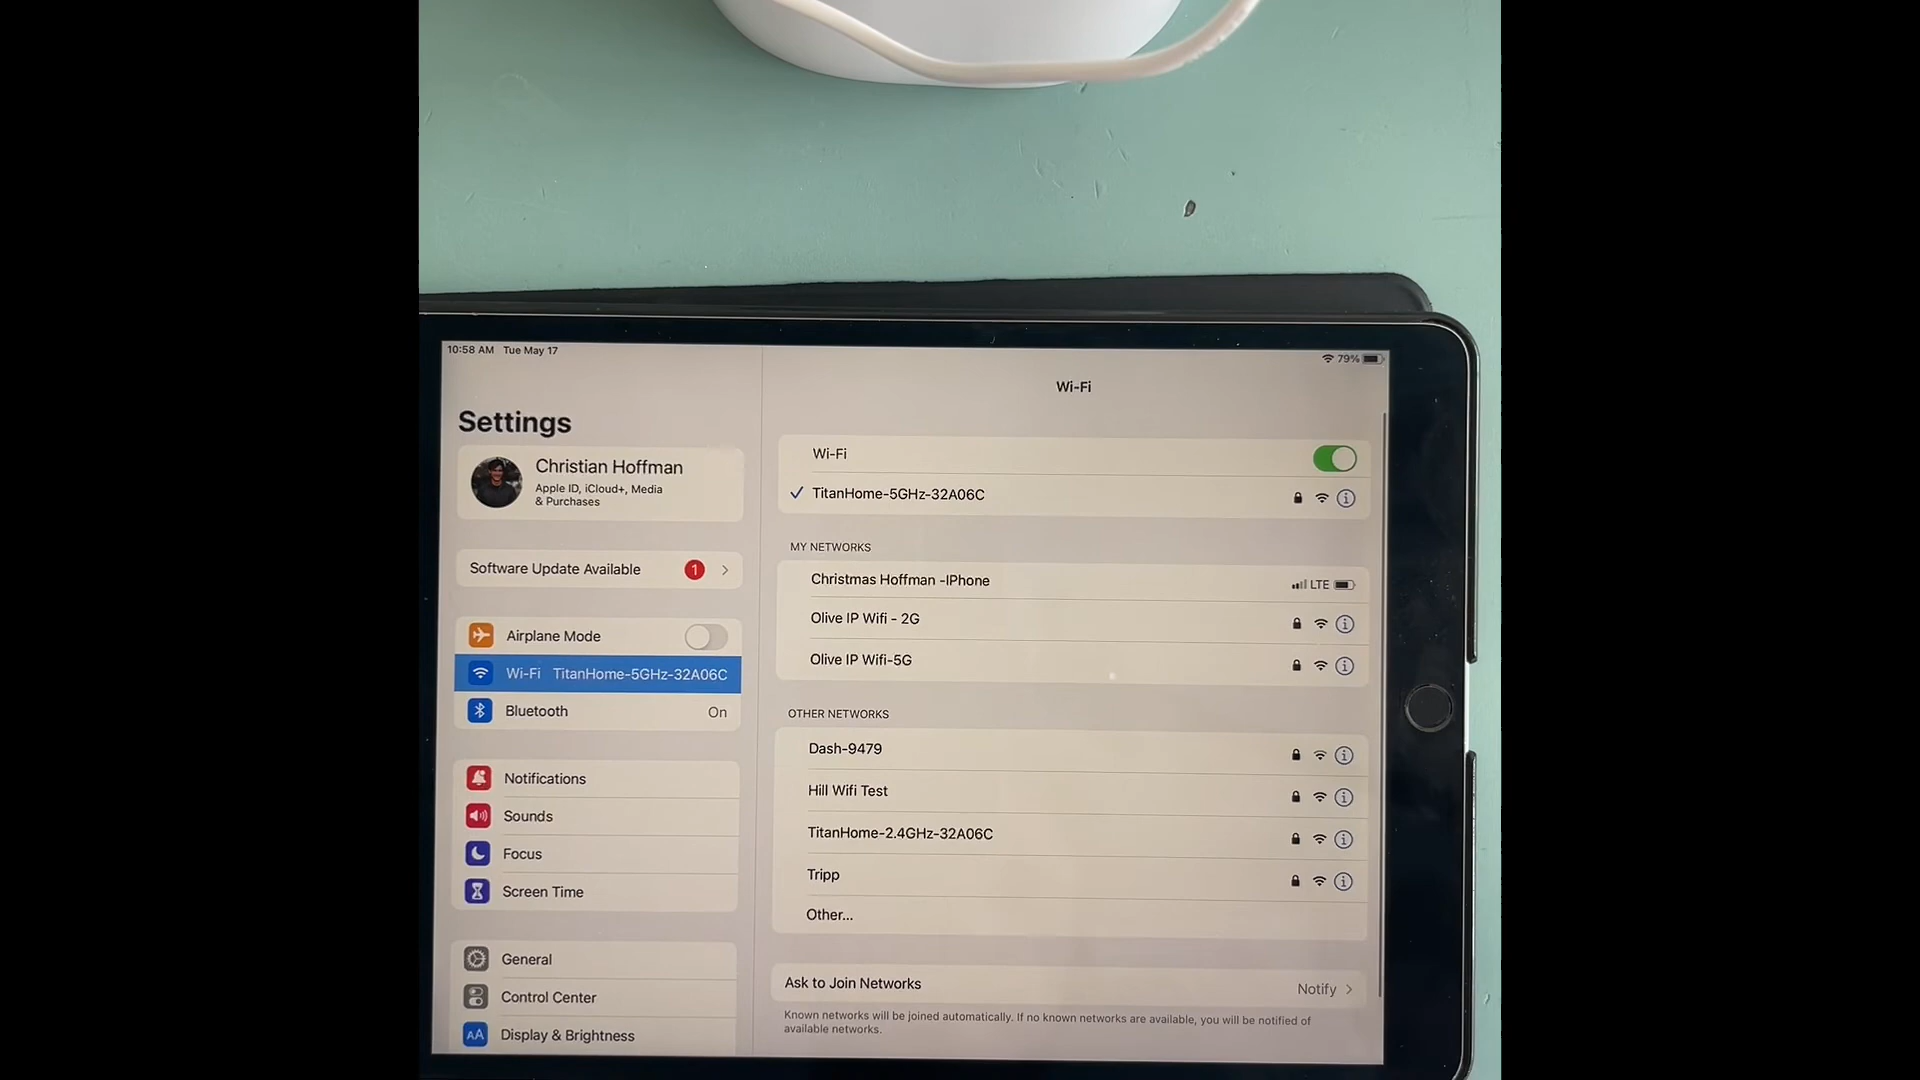 10:58 AM Tue May 17
79%
Settings
Christian Hoffman
Apple ID, iCloud+, Media
& Purchases
Software Update Available 1
Airplane Mode
Wi-Fi TitanHome-5GHz-32A06C
Bluetooth On
Notifications
Sounds
Focus
Screen Time
General
Control Center
AA Display & Brightness
Wi-Fi
Wi-Fi
TitanHome-5GHz-32A06C
MY NETWORKS
Christmas Hoffman -IPhone LTE
Olive IP Wifi - 2G
Olive IP Wifi-5G
OTHER NETWORKS
Dash-9479
Hill Wifi Test
TitanHome-2.4GHz-32A06C
Tripp
Other...
Ask to Join Networks Notify
Known networks will be joined automatically. If no known networks are available, you will be notified of
available networks.